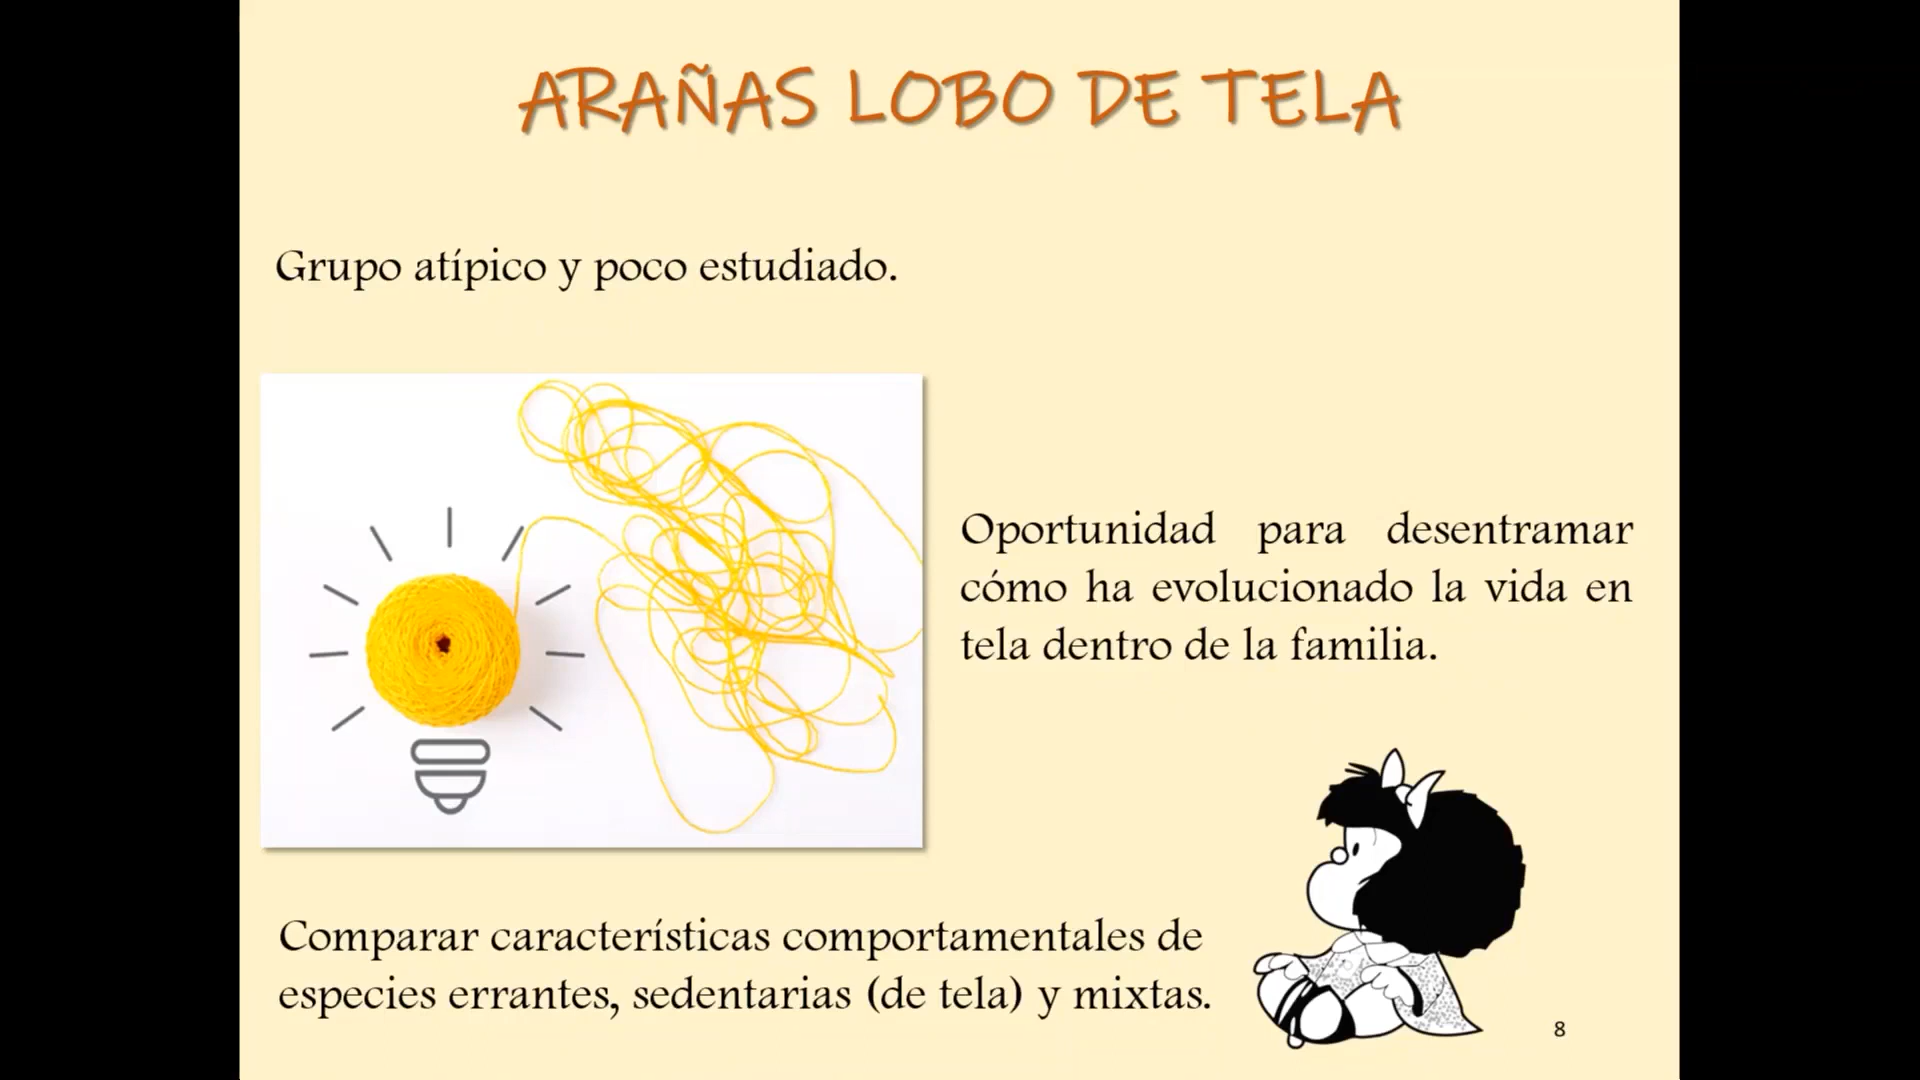 ARAÑAS LOBO DE TELA
Grupo atípico y poco estudiado.
Oportunidad para desentramar
cómo ha evolucionado la vida en
tela dentro de la familia.
Comparar características comportamentales de
especies errantes, sedentarias (de tela) y mixtas.
8